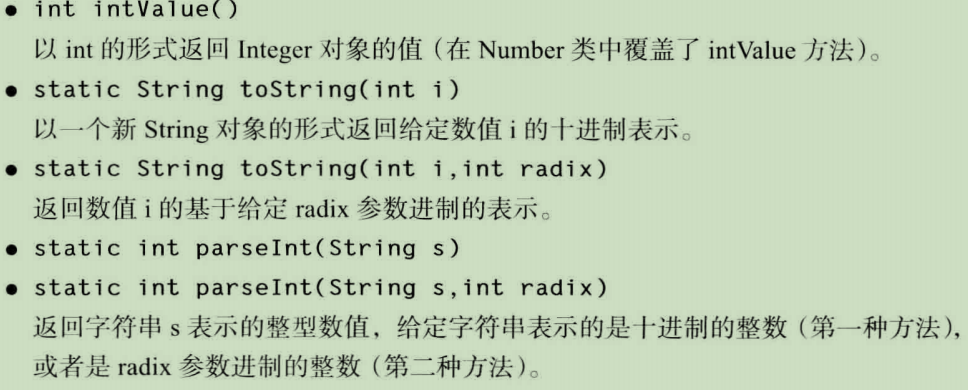 ● int intValue()
以 int 的形式返回 Integer 对象的值（在 Number 类中覆盖了 intValue 方法）。
● static String toString(int i)
以一个新 String 对象的形式返回给定数值 i 的十进制表示。
● static String toString(int i,int radix)
返回数值 i 的基于给定 radix 参数进制的表示。
● static int parseInt(String s)
● static int parseInt(String s,int radix)
返回字符串 s 表示的整型数值，给定字符串表示的是十进制的整数（第一种方法），
或者是 radix 参数进制的整数（第二种方法）。